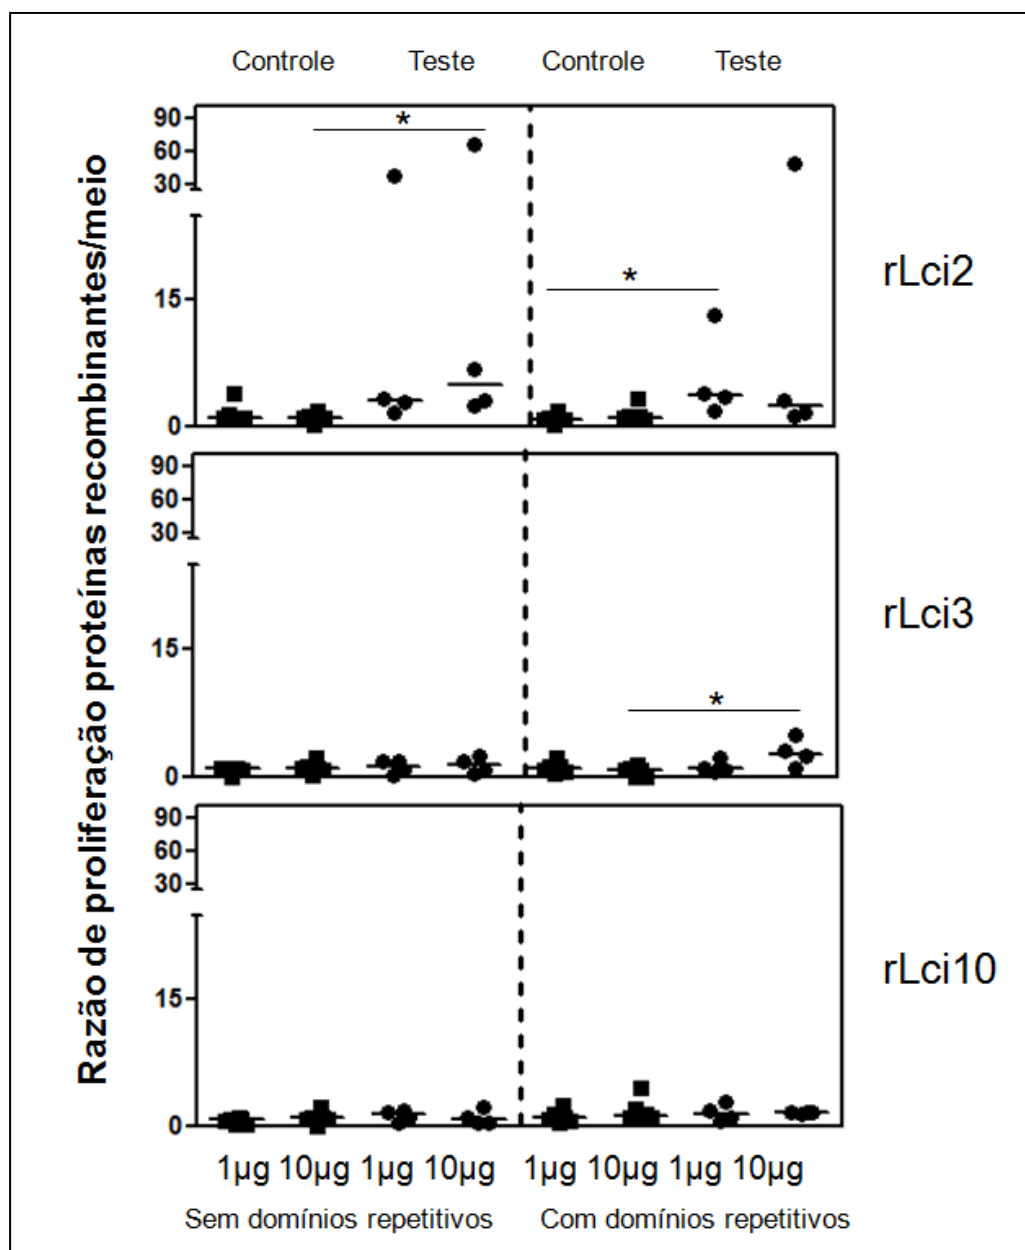 Controle Teste Controle Teste
Razão de proliferação proteínas recombinantes/meio
90
60
30
15
0
*
*
rLci2
90
60
30
15
0
*
rLci3
90
60
30
15
0
rLci10
1µg 10µg 1µg 10µg 1µg 10µg 1µg 10µg
Sem domínios repetitivos Com domínios repetitivos